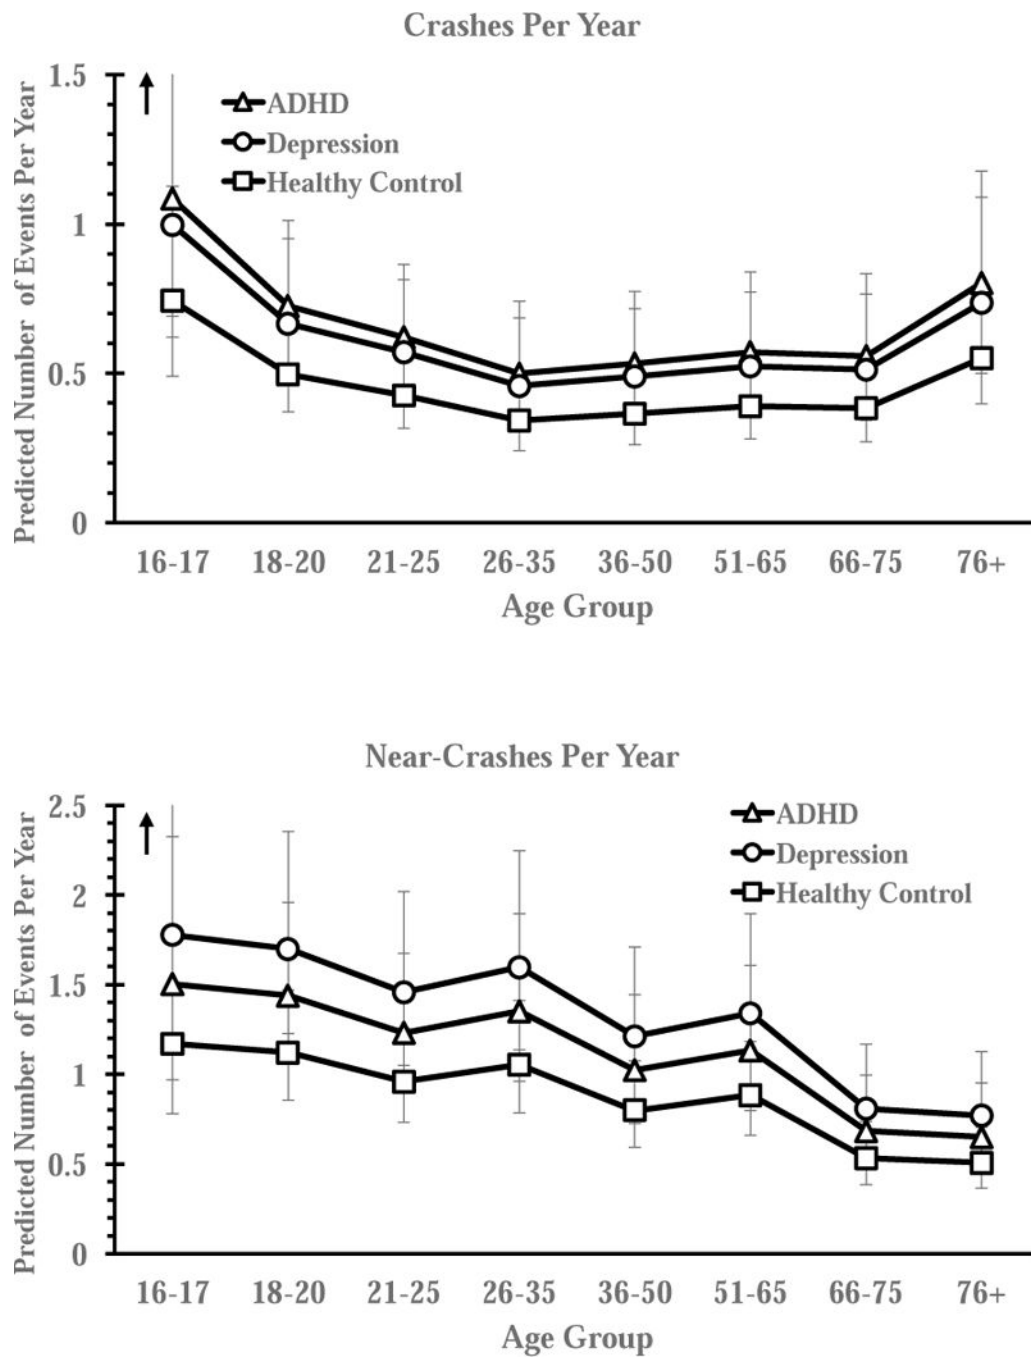 Crashes Per Year
Predicted Number of Events Per Year
1.5
1
0.5
0
ADHD
Depression
Healthy Control
16-17 18-20 21-25 26-35 36-50 51-65 66-75 76+
Age Group
Near-Crashes Per Year
Predicted Number of Events Per Year
2.5
2
1.5
1
0.5
0
ADHD
Depression
Healthy Control
16-17 18-20 21-25 26-35 36-50 51-65 66-75 76+
Age Group